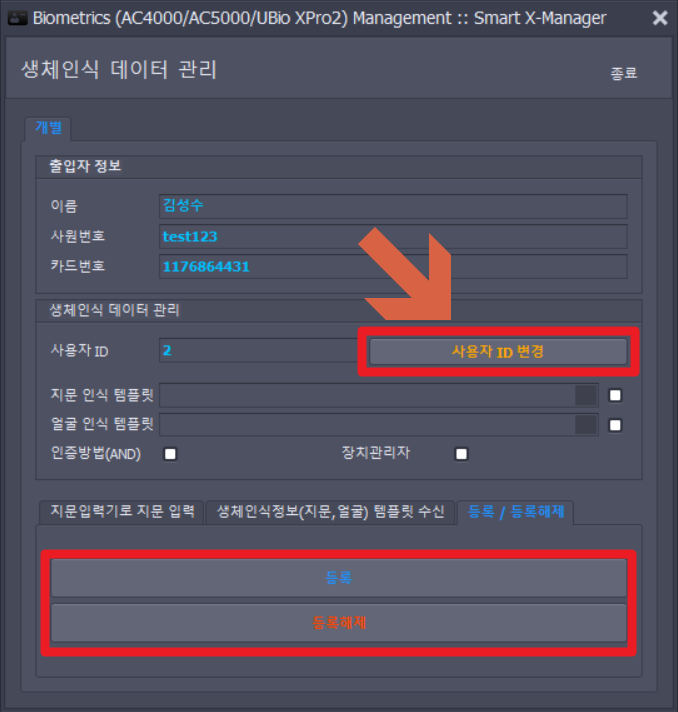 Biometrics (AC4000/AC5000/UBio XPro2) Management :: Smart X-Manager
생체인식 데이터 관리
종료
개별
출입자 정보
이름 김성수
사원번호 test123
카드번호 1176864431
생체인식 데이터 관리
사용자 ID 2 사용자 ID 변경
지문 인식 템플릿
얼굴 인식 템플릿
인증방법(AND) 장치관리자
지문입력기로 지문 입력 생체인식정보(지문,얼굴) 템플릿 수신 등록 / 등록해제
등록
등록해제